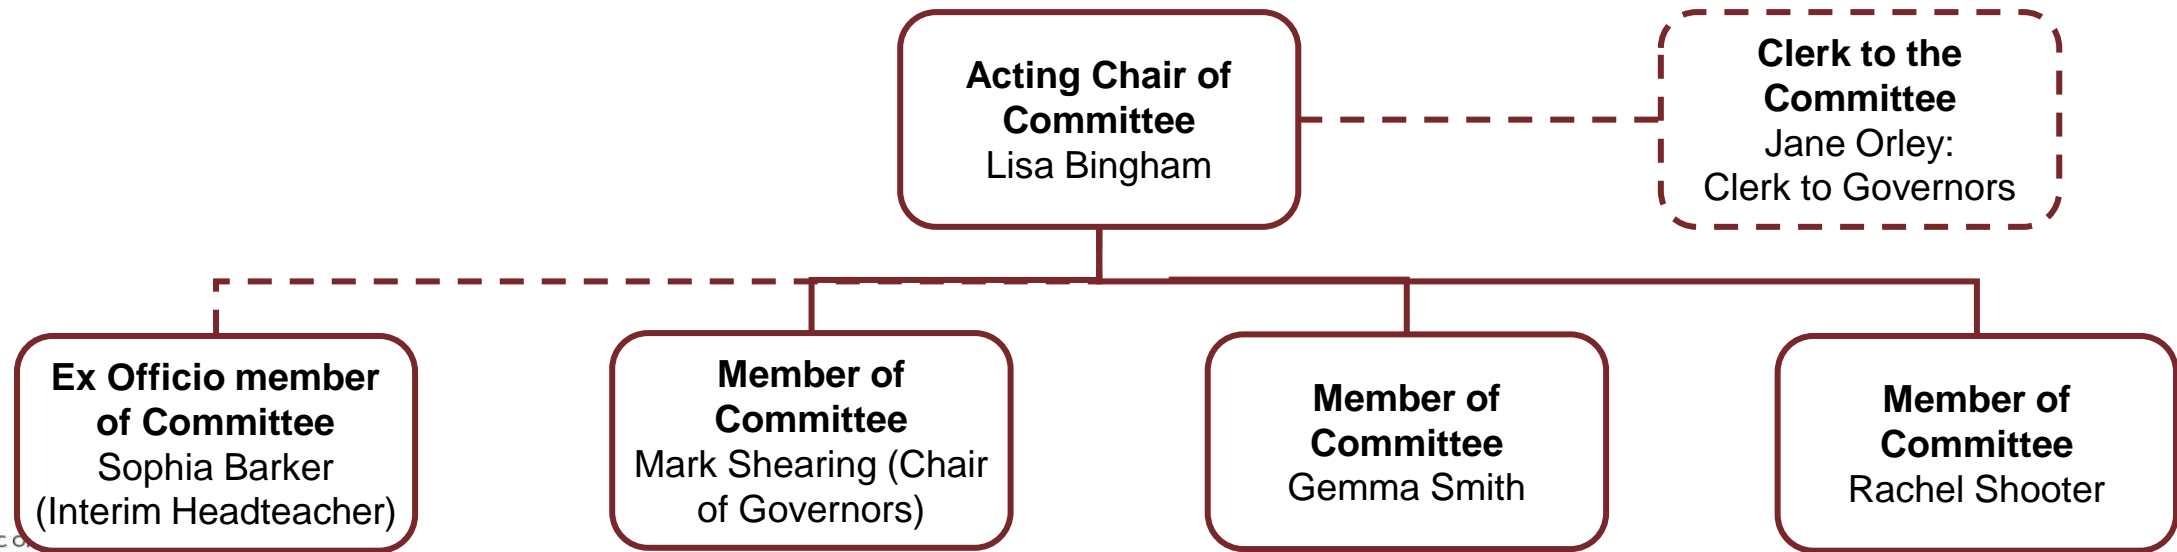 Acting Chair of
Committee
Lisa Bingham
Clerk to the
Committee
Jane Orley:
Clerk to Governors
Ex Officio member
of Committee
Sophia Barker
(Interim Headteacher)
Member of
Committee
Mark Shearing (Chair
of Governors)
Member of
Committee
Gemma Smith
Member of
Committee
Rachel Shooter